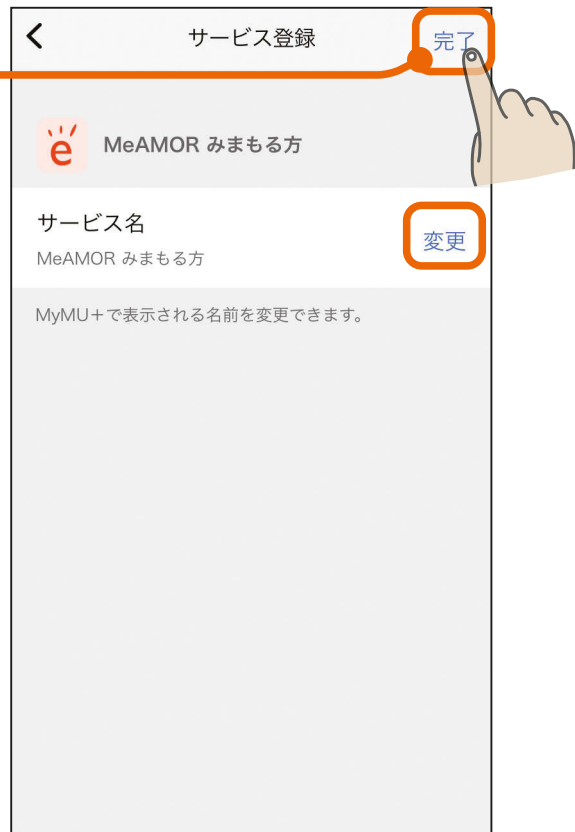 サービス登録
完了
MeAMOR みまもる方
サービス名
MeAMOR みまもる方
変更
MyMU＋で表示される名前を変更できます。